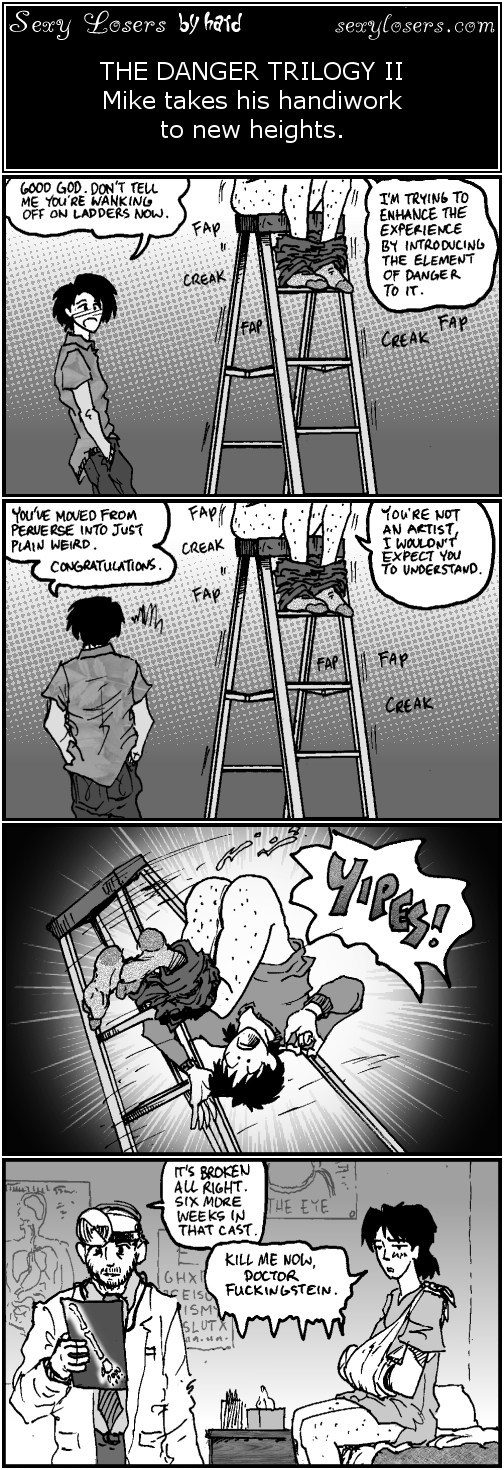 Sexy Losers by hard
sexylosers.com
THE DANGER TRILOGY II
Mike takes his handiwork
to new heights.
GOOD GOD. DON'T TELL
ME YOU'RE WANKING
OFF ON LADDERS NOW.
I'M TRYING TO
ENHANCE THE
EXPERIENCE
BY INTRODUCING
THE ELEMENT
OF DANGER
TO IT.
FAP
CREAK
FAP
FAP
CREAK
YOU'VE MOVED FROM
PERVERSE INTO JUST
PLAIN WEIRD.
CONGRATULATIONS.
YOU'RE NOT
AN ARTIST,
I WOULDN'T
EXPECT YOU
TO UNDERSTAND.
FAP
CREAK
FAP
FAP
FAP
CREAK
YIPES!
IT'S BROKEN
ALL RIGHT.
SIX MORE
WEEKS IN
THAT CAST.
THE EYE
KILL ME NOW,
DOCTOR
FUCKINGSTEIN.
E
GHXI
FEISL
ISMY
SLUTX